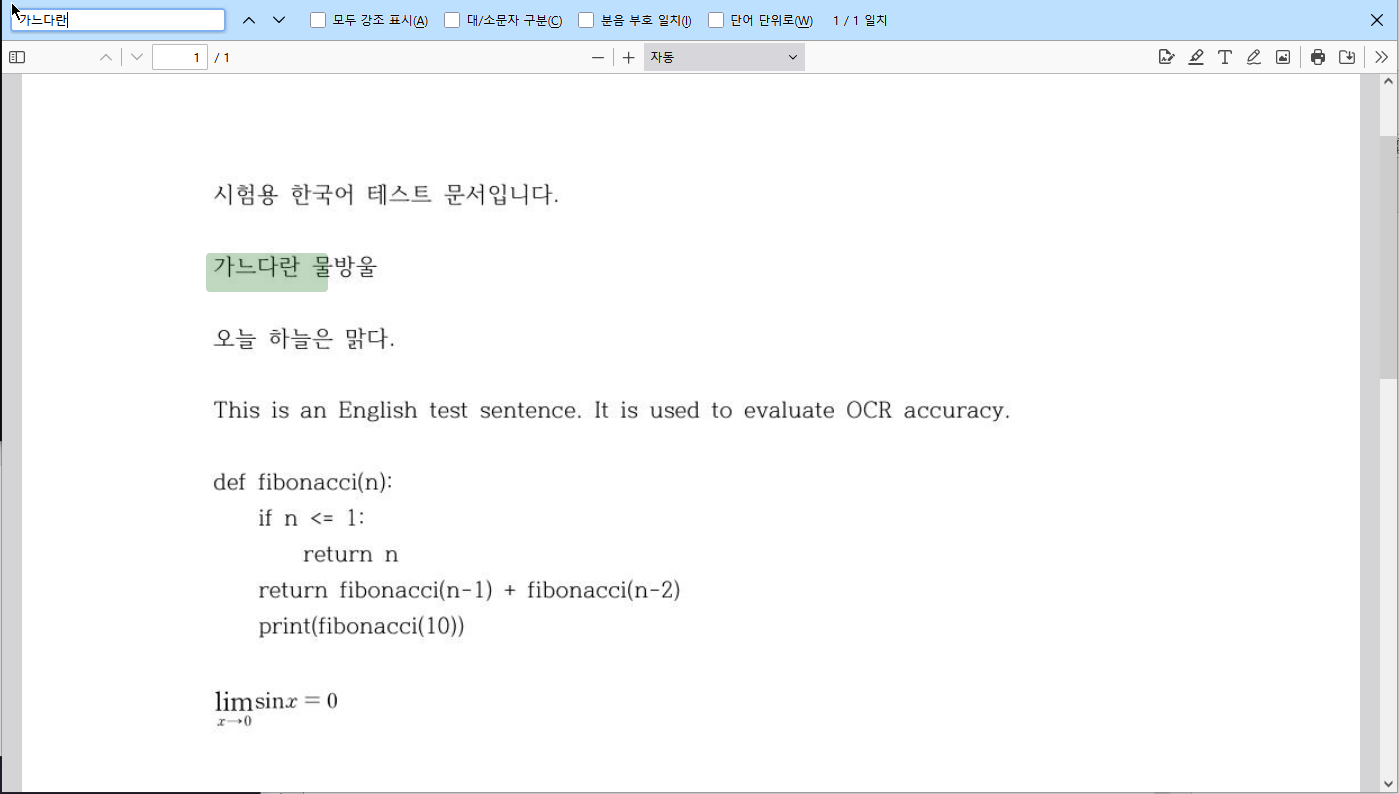 가느다란
모두 강조 표시(A)
대/소문자 구분(C)
분음 부호 일치(I)
단어 단위로(W)
1 / 1 일치
1 / 1
자동
시험용 한국어 테스트 문서입니다.
가느다란 물방울
오늘 하늘은 맑다.
This is an English test sentence. It is used to evaluate OCR accuracy.
def fibonacci(n):
    if n <= 1:
        return n
    return fibonacci(n-1) + fibonacci(n-2)
    print(fibonacci(10))
lim sinx = 0
x→0